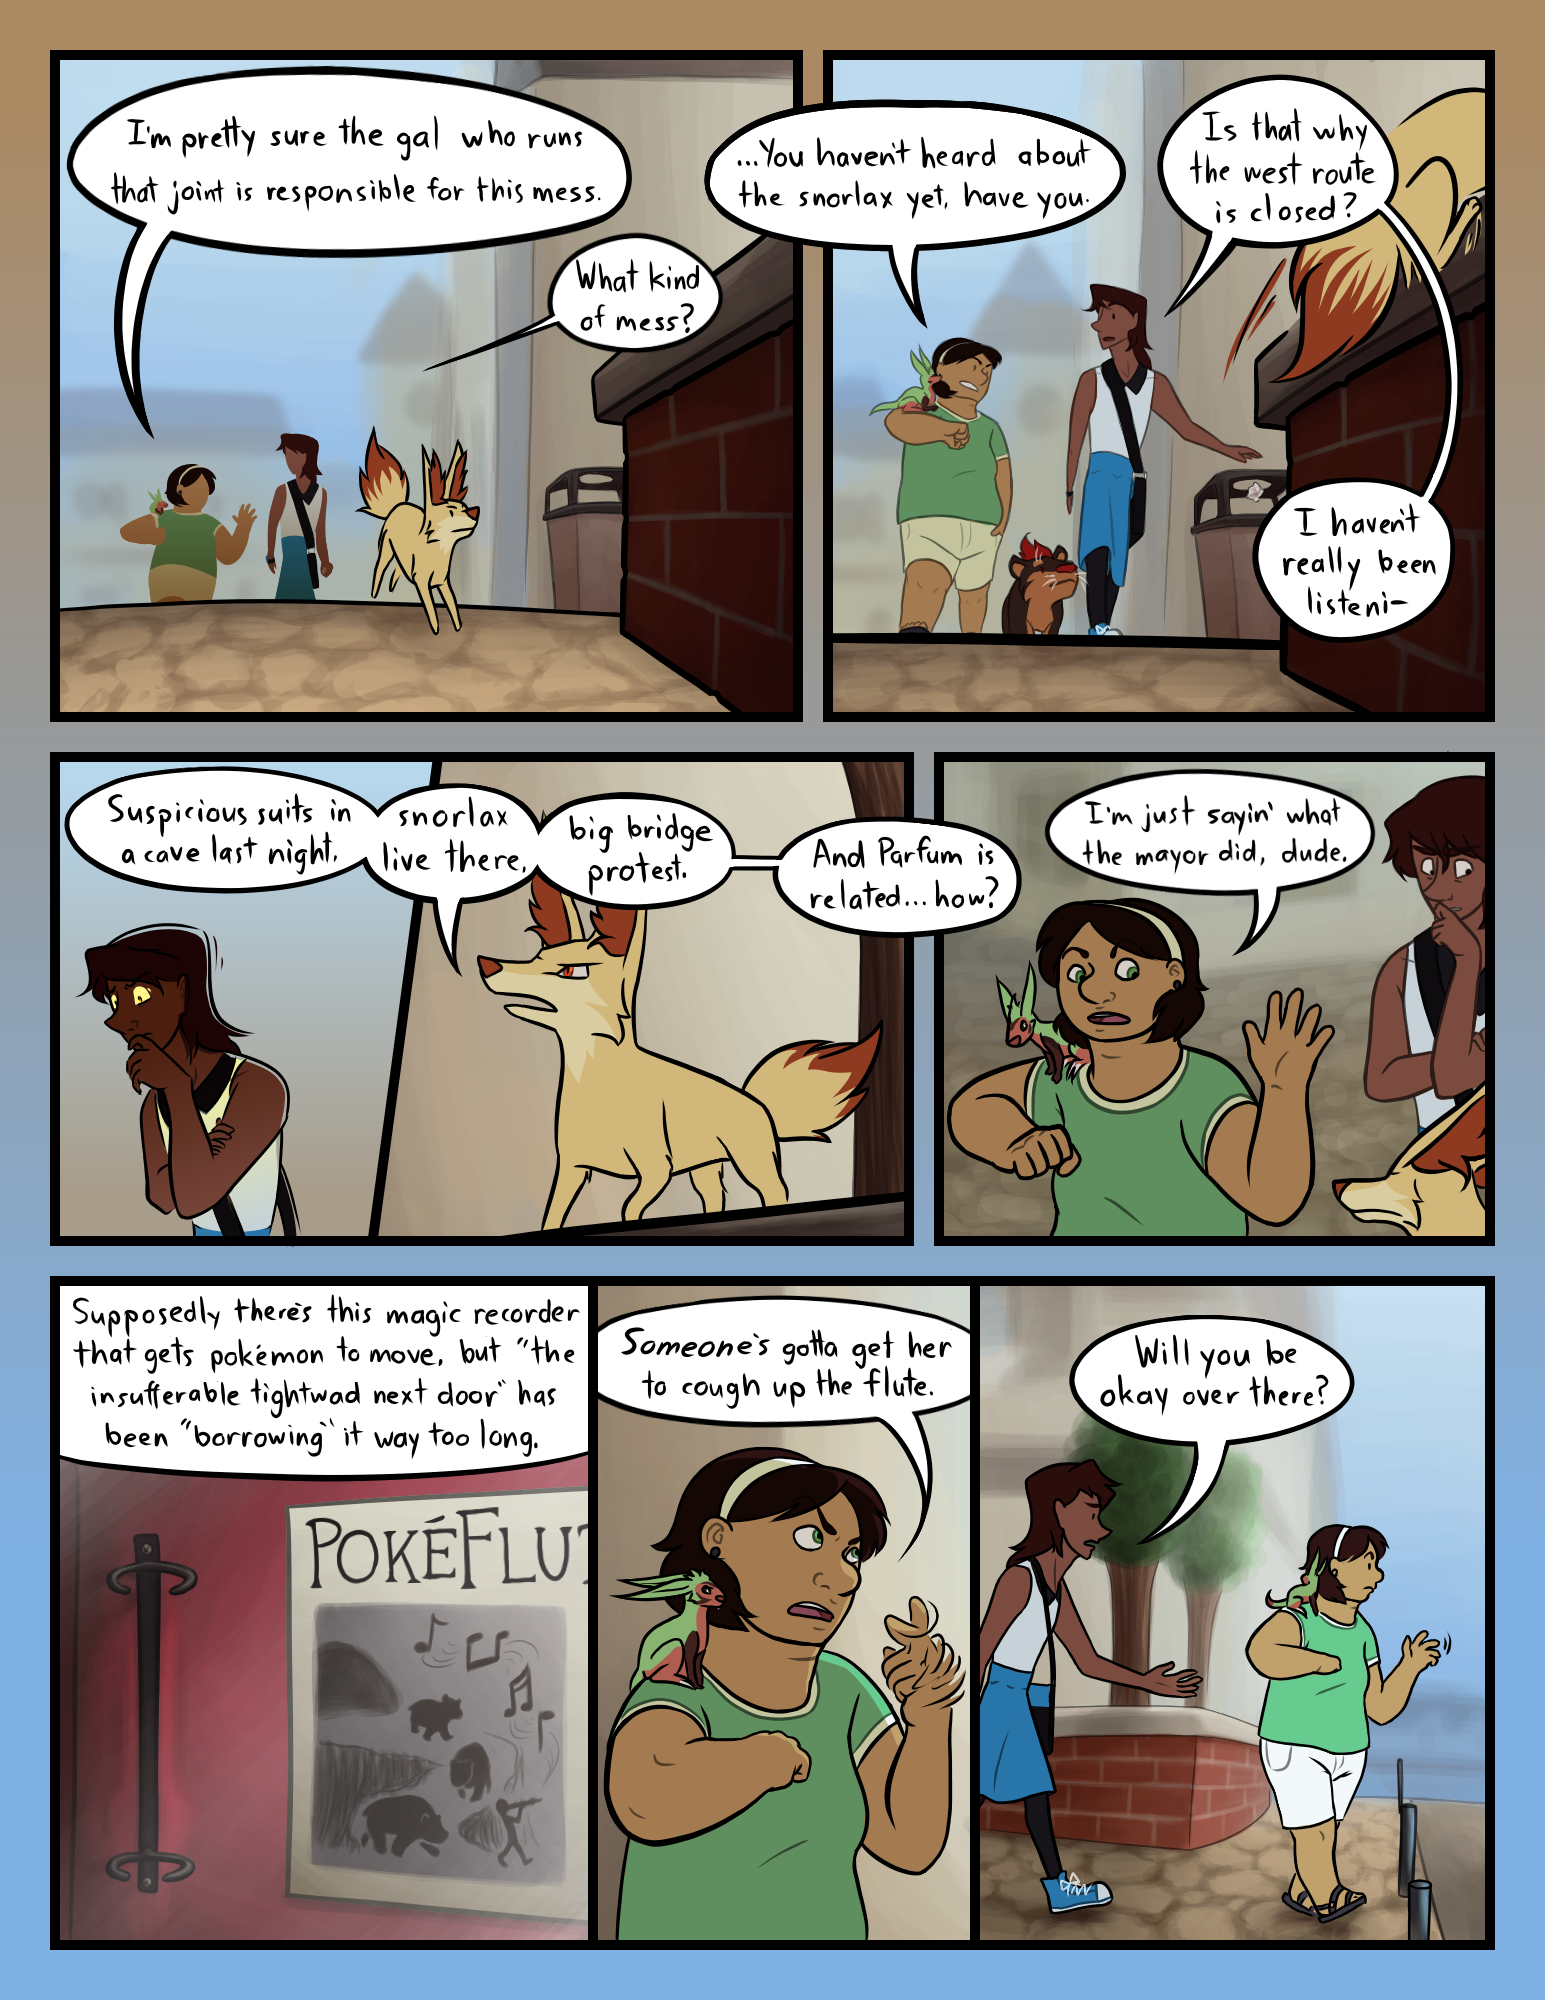 I'm pretty sure the gal who runs
that joint is responsible for this mess.
What kind
of mess?
...You haven't heard about
the snorlax yet, have you.
Is that why
the west route
is closed?
I haven't
really been
listeni-
Suspicious suits in
a cave last night,
snorlax
live there,
big bridge
protest.
And Parfum is
related... how?
I'm just sayin' what
the mayor did, dude.
Supposedly there's this magic recorder
that gets pokémon to move, but "the
insufferable tightwad next door" has
been "borrowing" it way too long.
POKÉFLUT
Someone's gotta get her
to cough up the flute.
Will you be
okay over there?